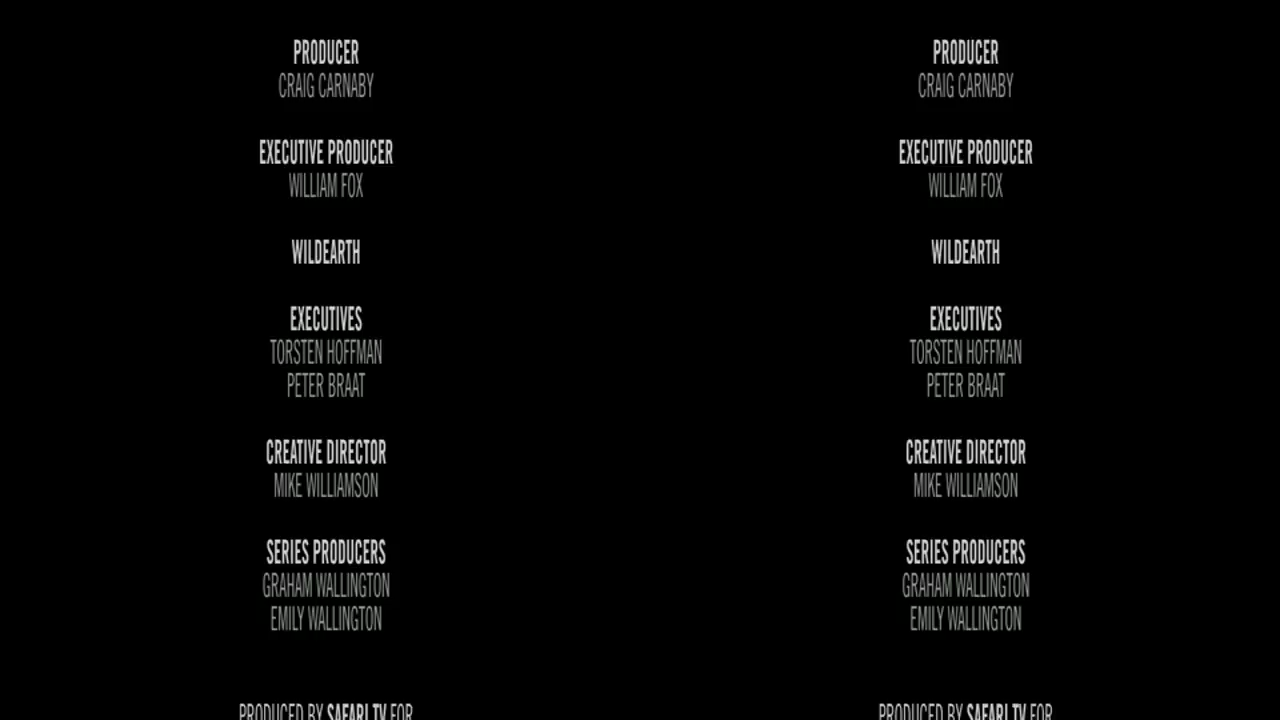 PRODUCER
CRAIG CARNABY
EXECUTIVE PRODUCER
WILLIAM FOX
WILDEARTH
EXECUTIVES
TORSTEN HOFFMAN
PETER BRAAT
CREATIVE DIRECTOR
MIKE WILLIAMSON
SERIES PRODUCERS
GRAHAM WALLINGTON
EMILY WALLINGTON
PRODUCED BY SAFARI TV FOR
PRODUCER
CRAIG CARNABY
EXECUTIVE PRODUCER
WILLIAM FOX
WILDEARTH
EXECUTIVES
TORSTEN HOFFMAN
PETER BRAAT
CREATIVE DIRECTOR
MIKE WILLIAMSON
SERIES PRODUCERS
GRAHAM WALLINGTON
EMILY WALLINGTON
PRODUCED BY SAFARI TV FOR